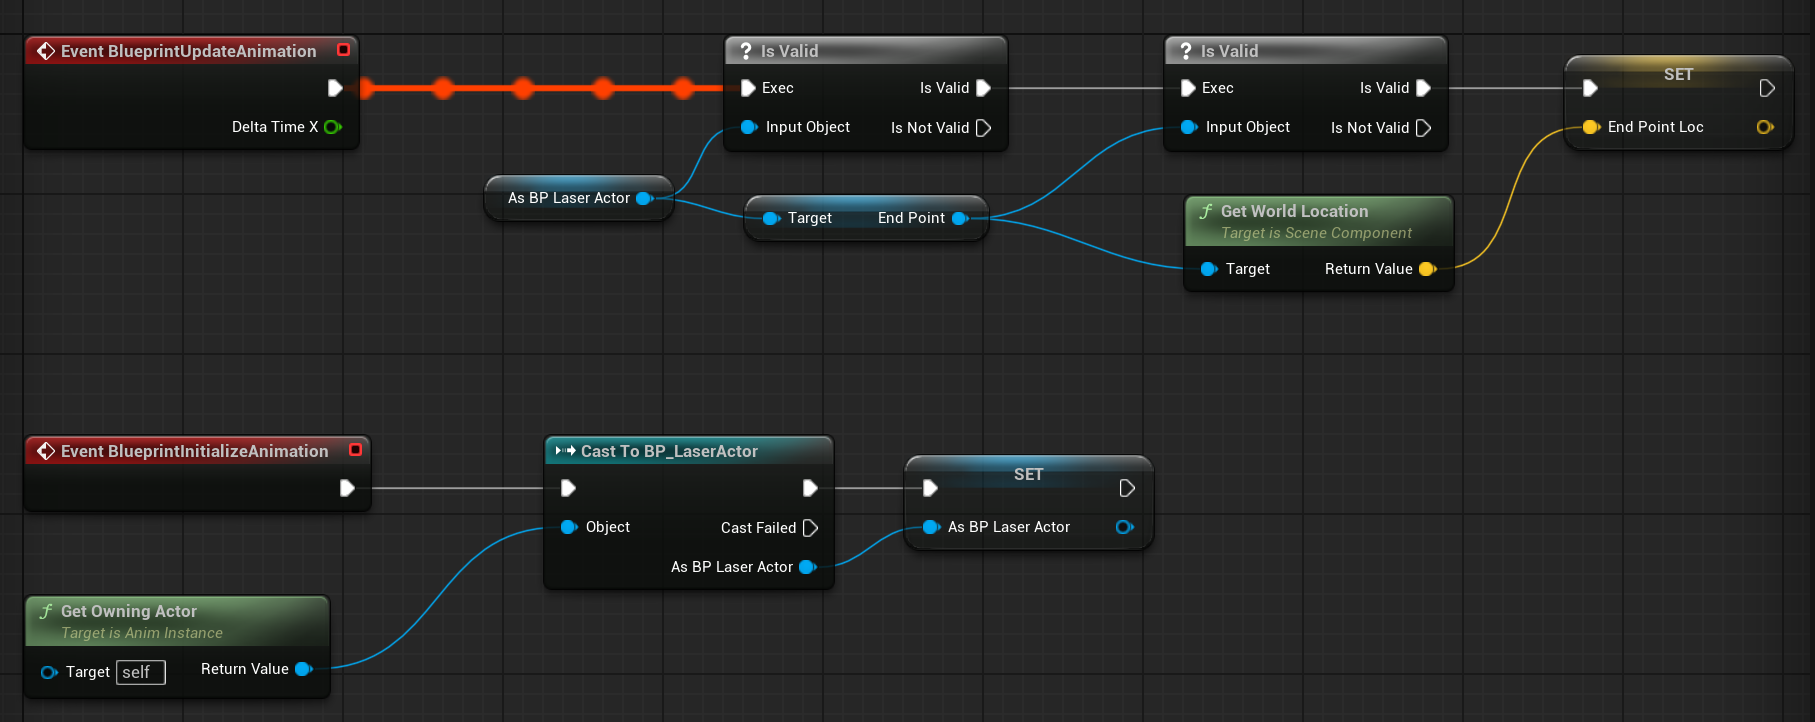 Event BlueprintUpdateAnimation
Delta Time X
? Is Valid
Exec
Is Valid
Input Object
Is Not Valid
? Is Valid
Exec
Is Valid
Input Object
Is Not Valid
SET
End Point Loc
As BP Laser Actor
Target
End Point
f Get World Location
Target is Scene Component
Target
Return Value
Event BlueprintInitializeAnimation
Cast To BP_LaserActor
Object
Cast Failed
As BP Laser Actor
SET
As BP Laser Actor
f Get Owning Actor
Target is Anim Instance
Target self
Return Value